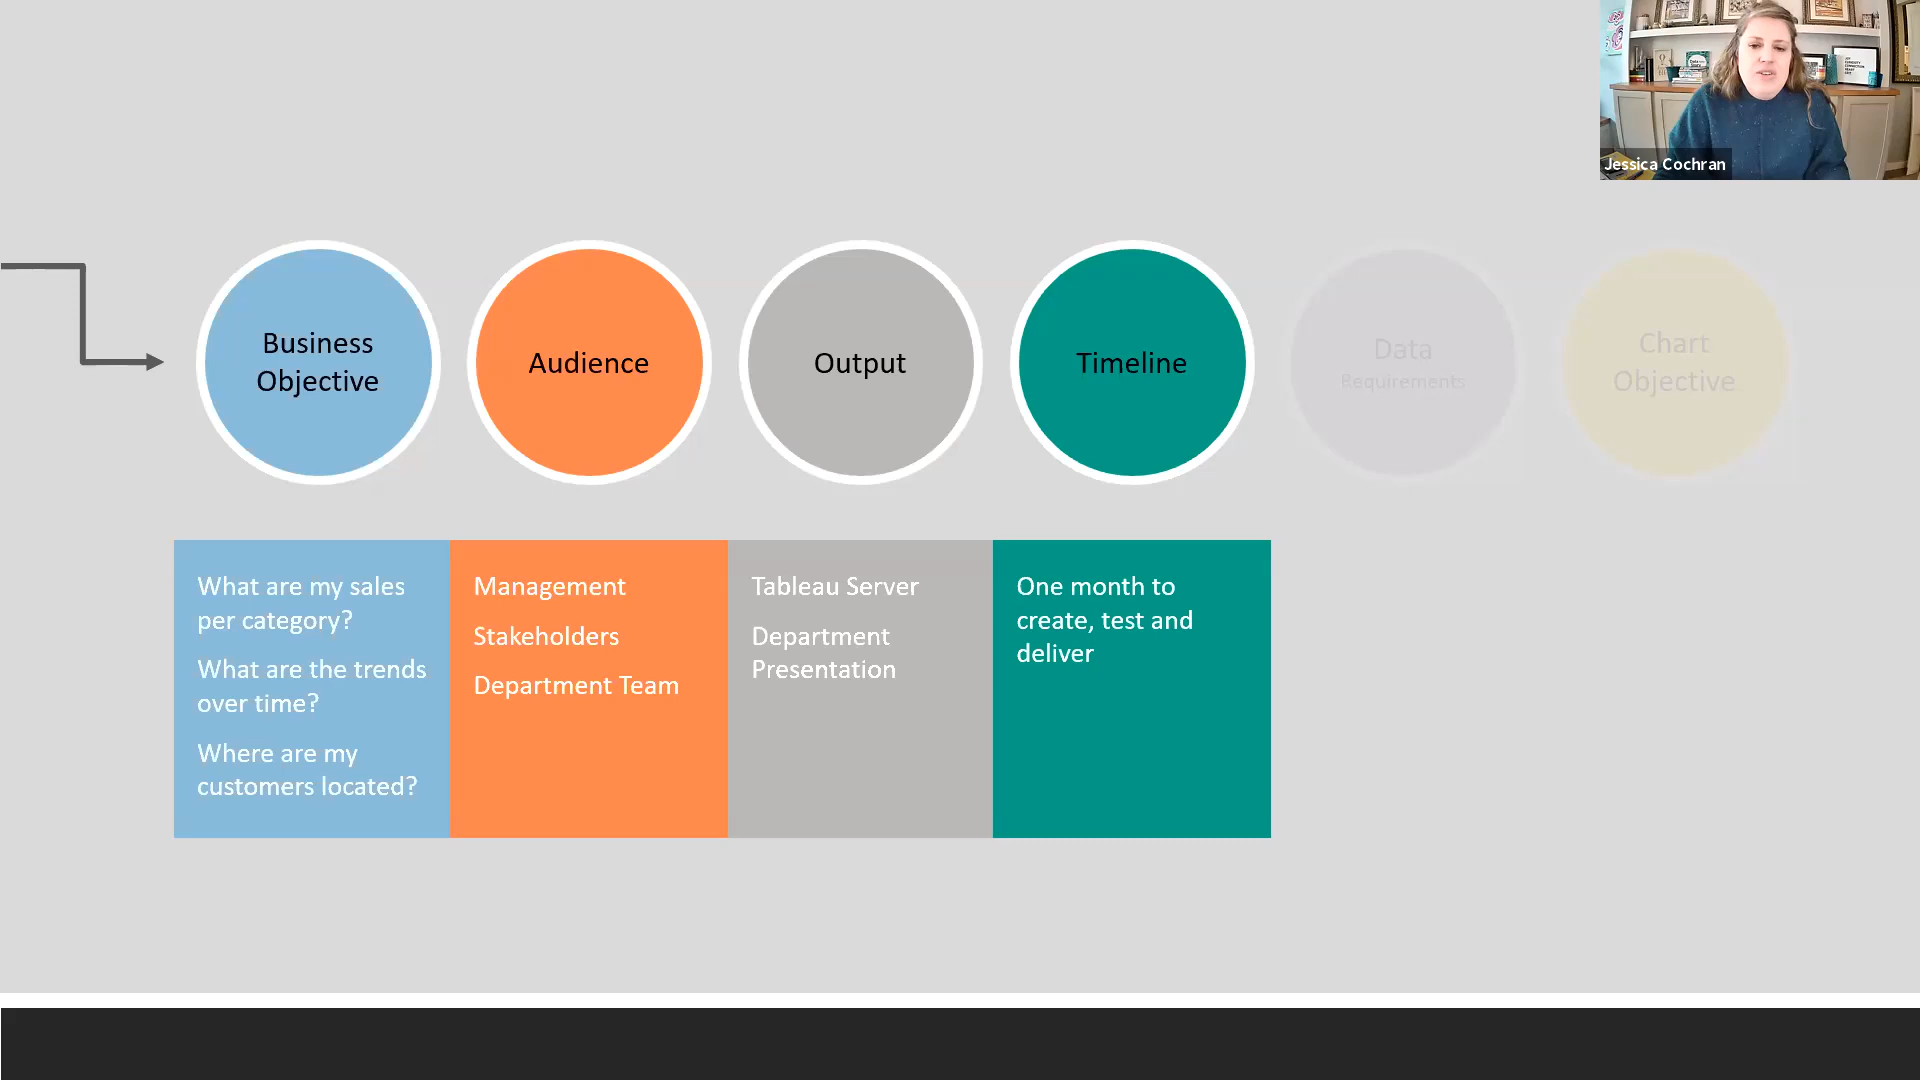 Jessica Cochran
Business
Objective
Audience
Output
Timeline
Data
Requirements
Chart
Objective
What are my sales
per category?
What are the trends
over time?
Where are my
customers located?
Management
Stakeholders
Department Team
Tableau Server
Department
Presentation
One month to
create, test and
deliver